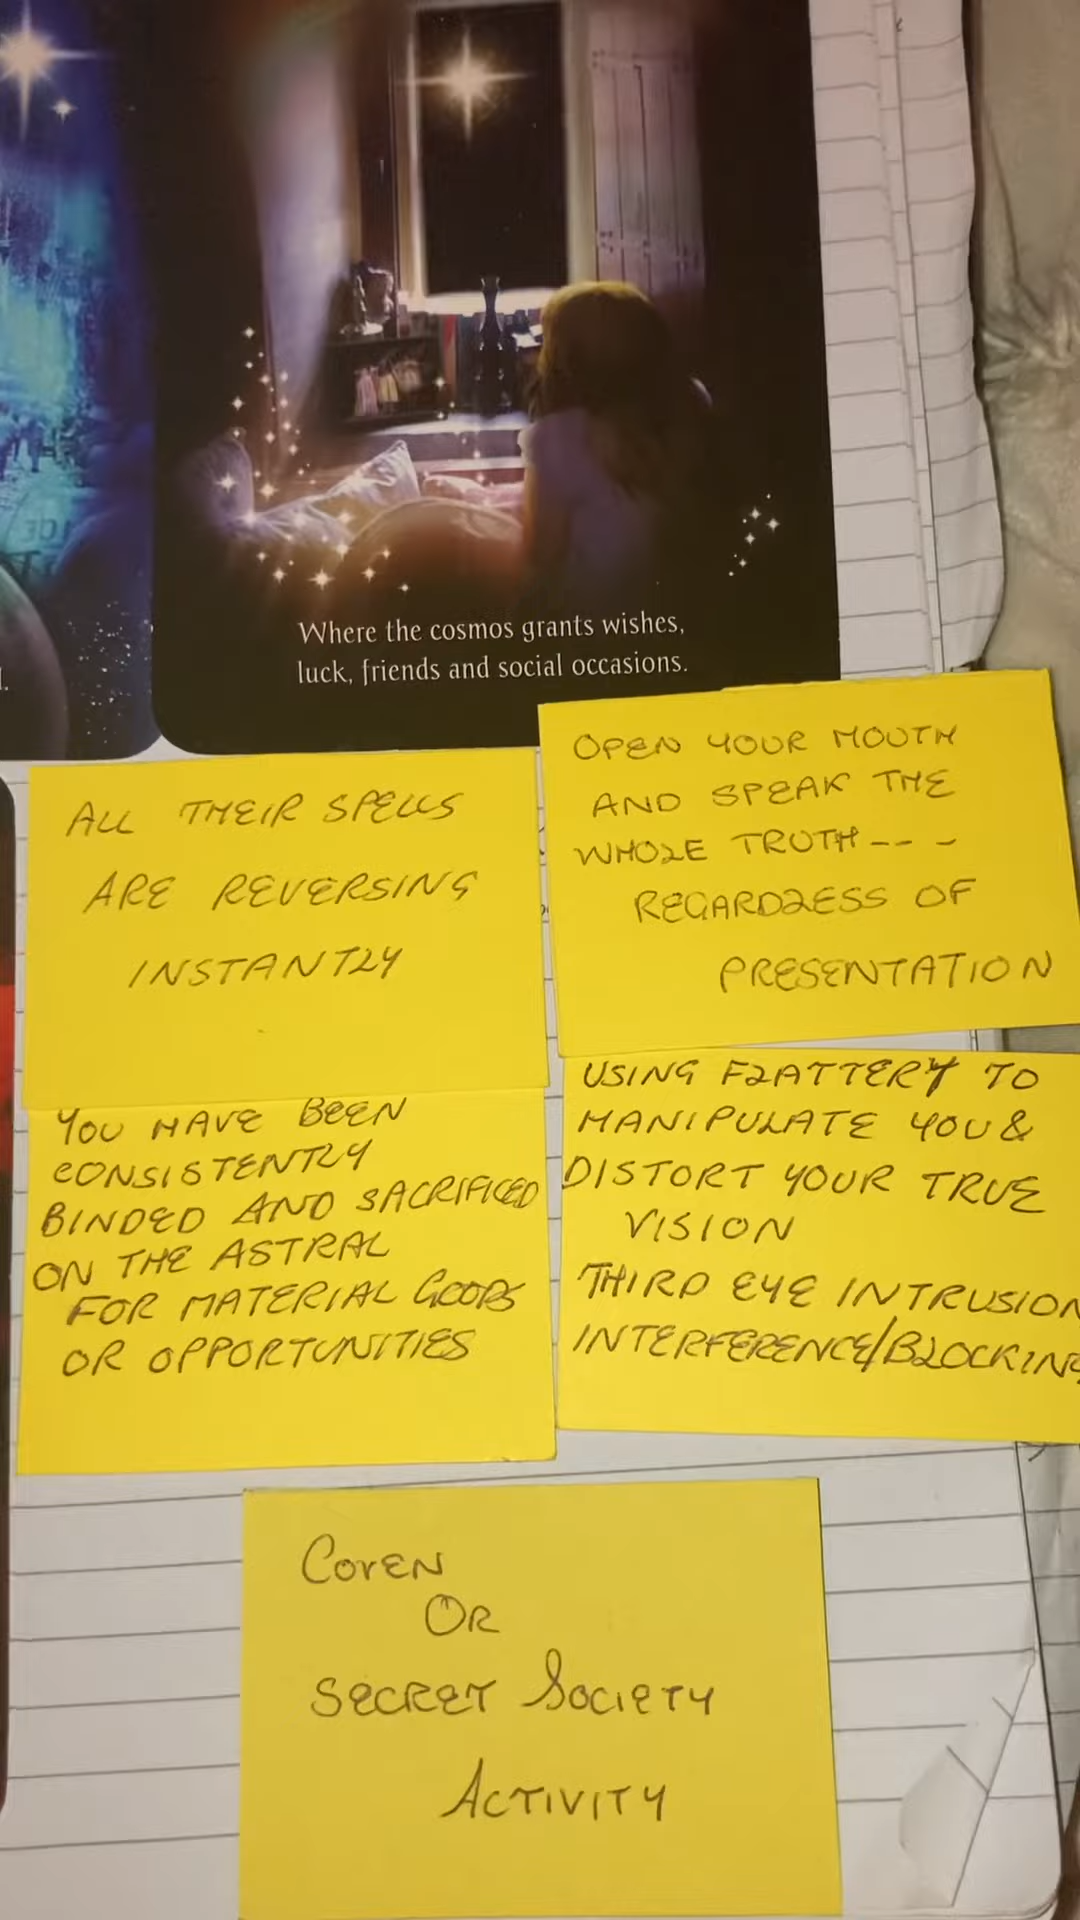 Where the cosmos grants wishes,
luck, friends and social occasions.
ALL THEIR SPELLS
ARE REVERSING
INSTANTLY
OPEN YOUR MOUTH
AND SPEAK THE
WHOLE TRUTH---
REGARDLESS OF
PRESENTATION
YOU HAVE BEEN
CONSISTENTLY
BINDED AND SACRIFICED
ON THE ASTRAL
FOR MATERIAL GOODS
OR OPPORTUNITIES
USING FLATTERY TO
MANIPULATE YOU &
DISTORT YOUR TRUE
VISION
THIRD EYE INTRUSION
INTERFERENCE/BLOCKING
COVEN
OR
SECRET SOCIETY
ACTIVITY